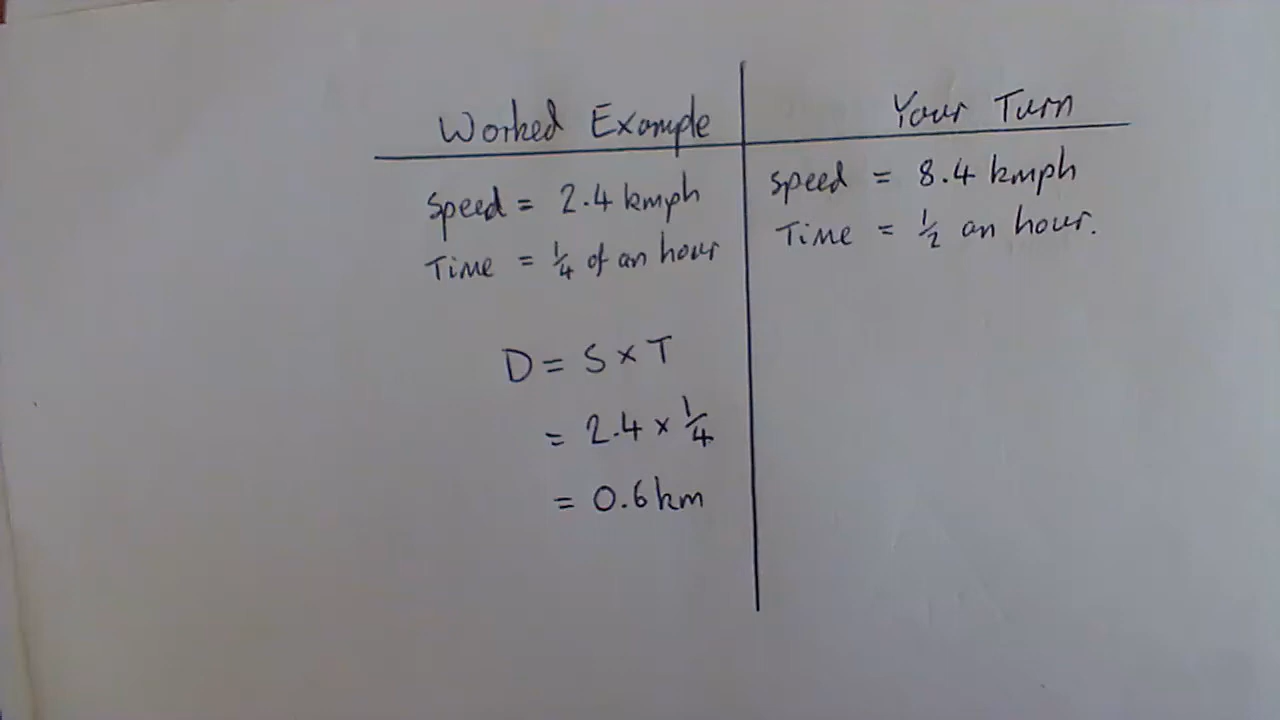 Worked Example
Speed = 2.4 kmph
Time = 1/4 of an hour
D = S × T
= 2.4 × 1/4
= 0.6 km
Your Turn
Speed = 8.4 kmph
Time = 1/2 an hour.